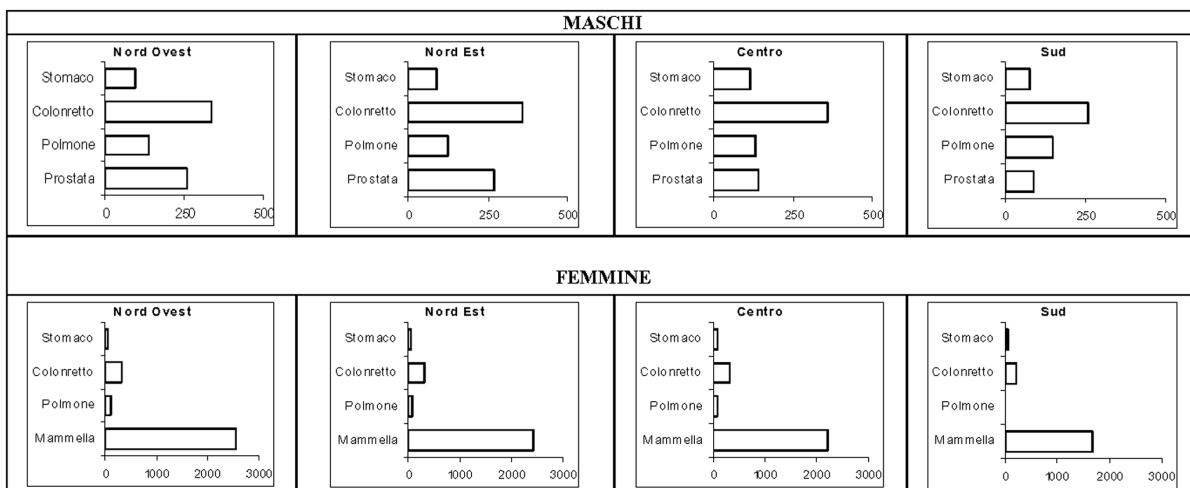 MASCHI
Nord Ovest
Stomaco
Colonretto
Polmone
Prostata
0 250 500
Nord Est
Stomaco
Colonretto
Polmone
Prostata
0 250 500
Centro
Stomaco
Colonretto
Polmone
Prostata
0 250 500
Sud
Stomaco
Colonretto
Polmone
Prostata
0 250 500
FEMMINE
Nord Ovest
Stomaco
Colonretto
Polmone
Mammella
0 1000 2000 3000
Nord Est
Stomaco
Colonretto
Polmone
Mammella
0 1000 2000 3000
Centro
Stomaco
Colonretto
Polmone
Mammella
0 1000 2000 3000
Sud
Stomaco
Colonretto
Polmone
Mammella
0 1000 2000 3000